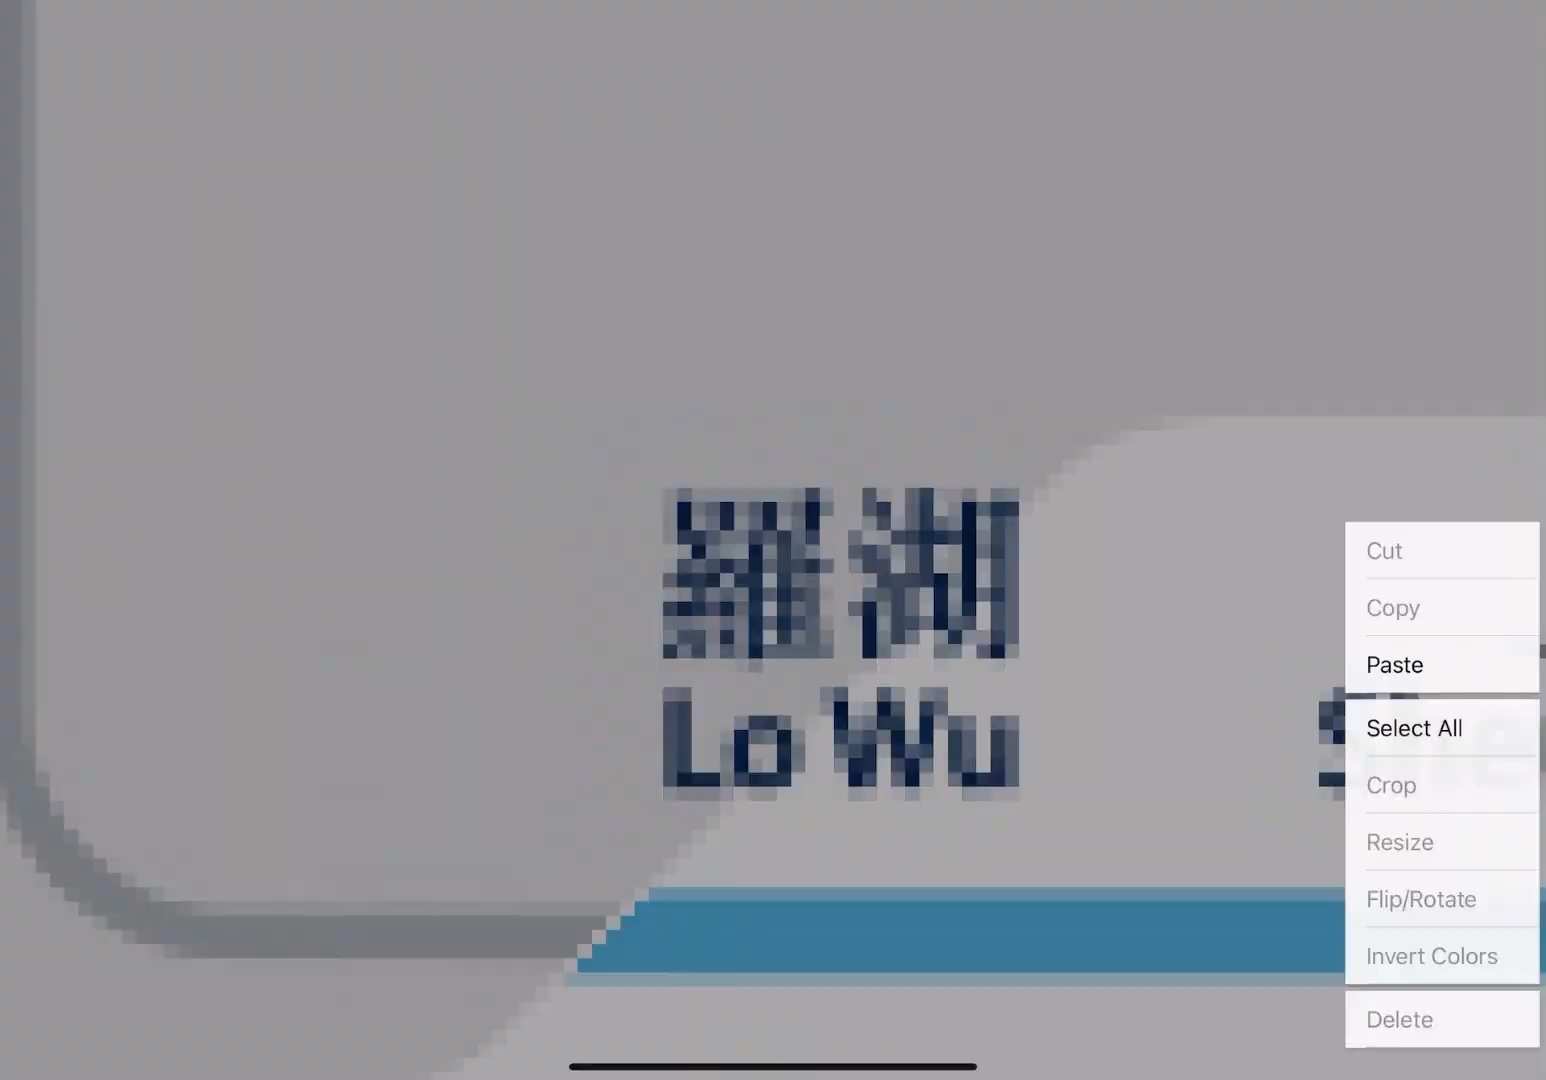 羅湖
Lo Wu
Cut
Copy
Paste
Select All
Crop
Resize
Flip/Rotate
Invert Colors
Delete